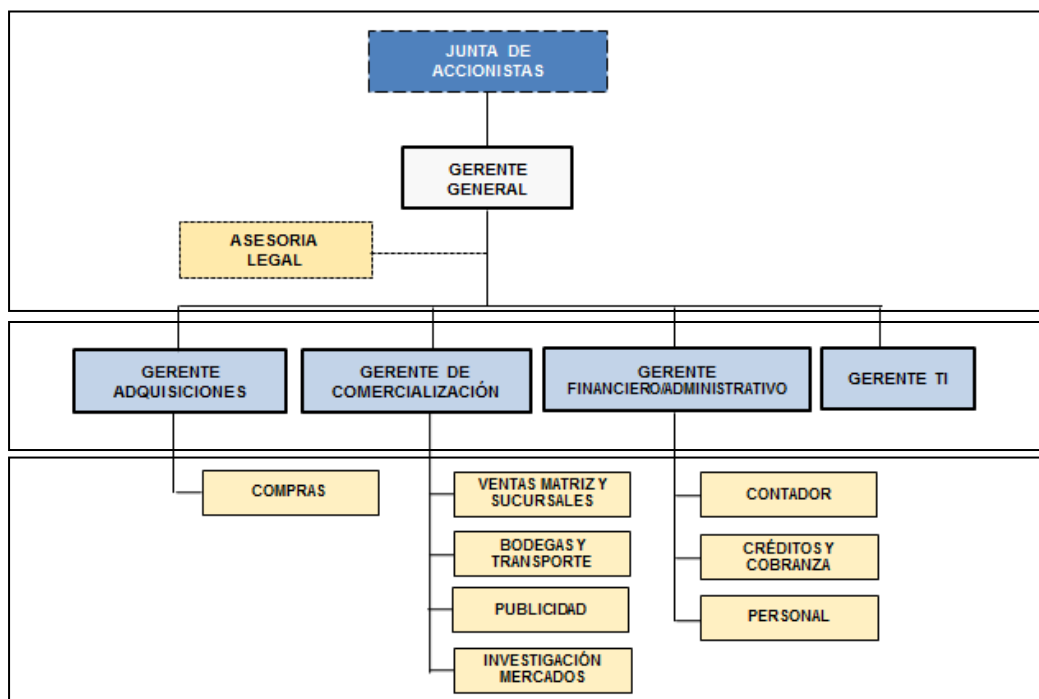 JUNTA DE
ACCIONISTAS
GERENTE
GENERAL
ASESORIA
LEGAL
GERENTE
ADQUISICIONES
GERENTE DE
COMERCIALIZACIÓN
GERENTE
FINANCIERO/ADMINISTRATIVO
GERENTE TI
COMPRAS
VENTAS MATRIZ Y
SUCURSALES
BODEGAS Y
TRANSPORTE
PUBLICIDAD
INVESTIGACIÓN
MERCADOS
CONTADOR
CRÉDITOS Y
COBRANZA
PERSONAL